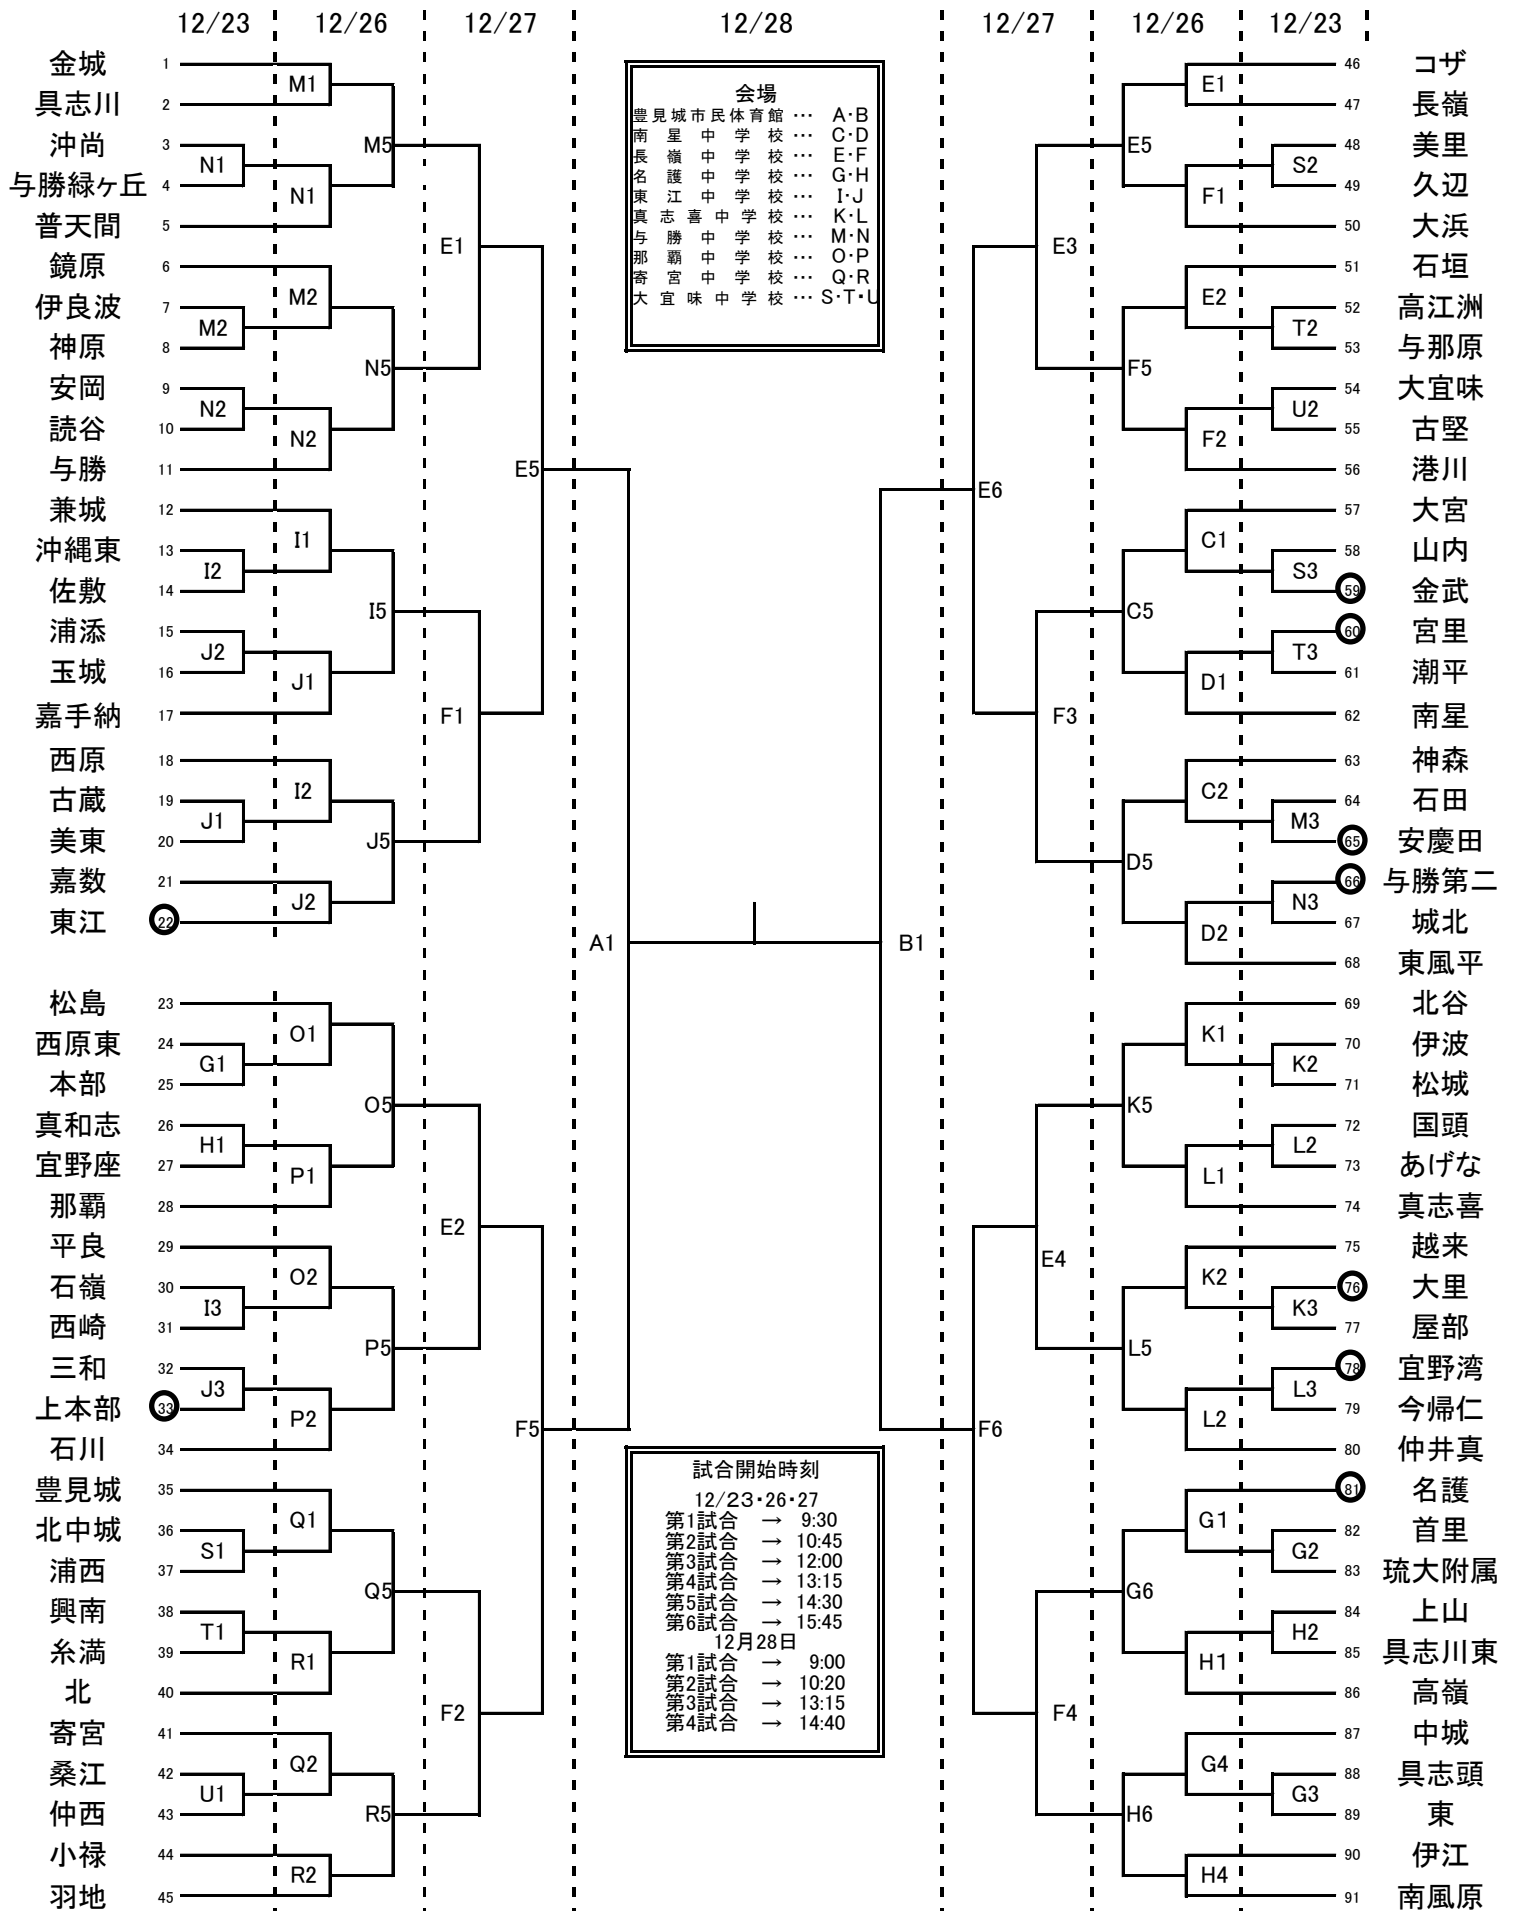 12/23 12/26 12/27 12/28 12/27 12/26 12/23
金城 1
M1
具志川 2
M5
沖尚 3
N1
与勝緑ヶ丘 4
N1
普天間 5
E1
鏡原 6
M2
伊良波 7
M2
神原 8
N5
安岡 9
N2
読谷 10
N2
与勝 11
E5
兼城 12
I1
沖縄東 13
I2
佐敷 14
I5
浦添 15
J2
玉城 16
J1
嘉手納 17
F1
西原 18
I2
古蔵 19
J1
美東 20
J5
嘉数 21
J2
東江 22
A1
松島 23
O1
西原東 24
G1
本部 25
O5
真和志 26
H1
宜野座 27
P1
那覇 28
E2
平良 29
O2
石嶺 30
I3
西崎 31
P5
三和 32
J3
上本部 33
P2
石川 34
F5
豊見城 35
Q1
北中城 36
S1
浦西 37
Q5
興南 38
T1
糸満 39
R1
北 40
F2
寄宮 41
Q2
桑江 42
U1
仲西 43
R5
小禄 44
R2
羽地 45
会場
豊見城市民体育館 … A・B
南星中学校 … C・D
長嶺中学校 … E・F
名護中学校 … G・H
東江中学校 … I・J
真志喜中学校 … K・L
与勝中学校 … M・N
那覇中学校 … O・P
寄宮中学校 … Q・R
大宜味中学校 … S・T・U
試合開始時刻
12/23・26・27
第1試合 → 9:30
第2試合 → 10:45
第3試合 → 12:00
第4試合 → 13:15
第5試合 → 14:30
第6試合 → 15:45
12月28日
第1試合 → 9:00
第2試合 → 10:20
第3試合 → 13:15
第4試合 → 14:40
46 コザ
E1
47 長嶺
E5
48 美里
S2
49 久辺
F1
50 大浜
E3
51 石垣
E2
52 高江洲
T2
53 与那原
F5
54 大宜味
U2
55 古堅
F2
56 港川
E6
57 大宮
C1
58 山内
S3
59 金武
C5
60 宮里
T3
61 潮平
D1
62 南星
F3
63 神森
C2
64 石田
M3
65 安慶田
D5
66 与勝第二
N3
67 城北
D2
68 東風平
B1
69 北谷
K1
70 伊波
K2
71 松城
K5
72 国頭
L2
73 あげな
L1
74 真志喜
E4
75 越来
K2
76 大里
K3
77 屋部
L5
78 宜野湾
L3
79 今帰仁
L2
80 仲井真
F6
81 名護
G1
82 首里
G2
83 琉大附属
G6
84 上山
H2
85 具志川東
H1
86 高嶺
F4
87 中城
G4
88 具志頭
G3
89 東
H6
90 伊江
H4
91 南風原